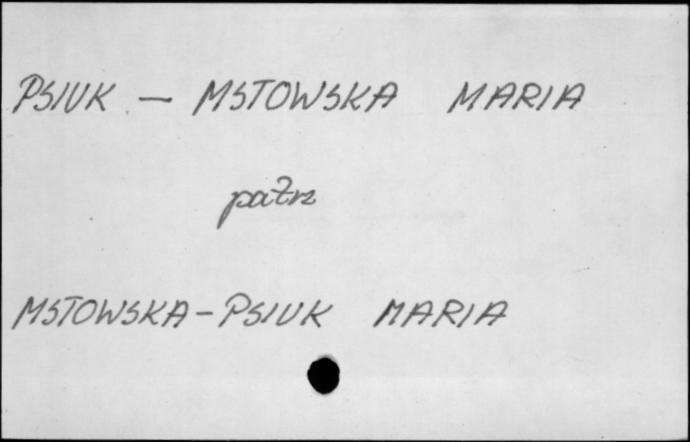 PSIUK — MSTOWSKA MARIA
patrz
MSTOWSKA-PSIUK MARIA